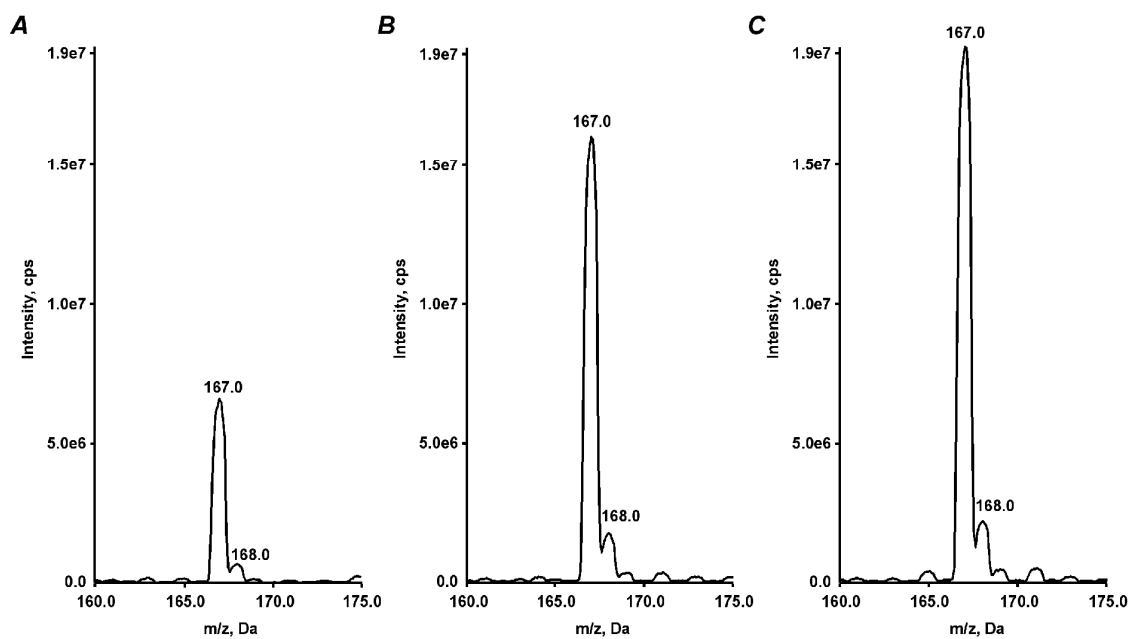 A
1.9e7
1.5e7
1.0e7
5.0e6
0.0
Intensity, cps
167.0
168.0
160.0 165.0 170.0 175.0
m/z, Da
B
1.9e7
1.5e7
1.0e7
5.0e6
0.0
Intensity, cps
167.0
168.0
160.0 165.0 170.0 175.0
m/z, Da
C
1.9e7
1.5e7
1.0e7
5.0e6
0.0
Intensity, cps
167.0
168.0
160.0 165.0 170.0 175.0
m/z, Da